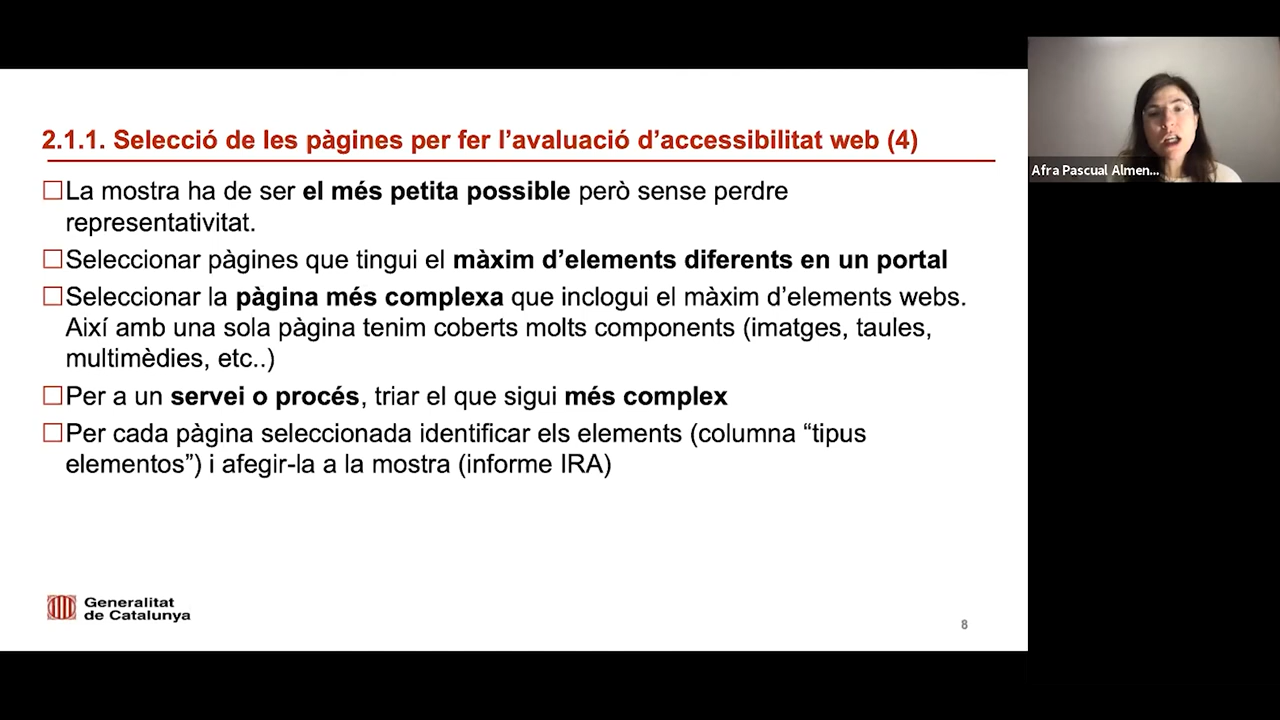 2.1.1. Selecció de les pàgines per fer l’avaluació d’accessibilitat web (4)
La mostra ha de ser el més petita possible però sense perdre
representativitat.
Seleccionar pàgines que tingui el màxim d’elements diferents en un portal
Seleccionar la pàgina més complexa que inclogui el màxim d’elements webs.
Així amb una sola pàgina tenim coberts molts components (imatges, taules,
multimèdies, etc..)
Per a un servei o procés, triar el que sigui més complex
Per cada pàgina seleccionada identificar els elements (columna “tipus
elementos”) i afegir-la a la mostra (informe IRA)
Generalitat
de Catalunya
8
Afra Pascual Almen...